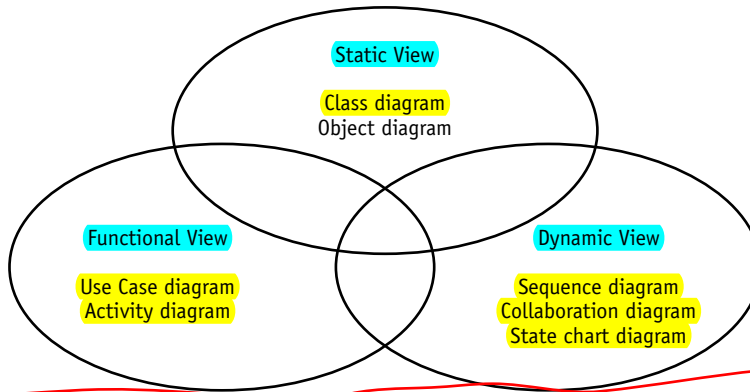 Static View
Class diagram
Object diagram
Functional View
Use Case diagram
Activity diagram
Dynamic View
Sequence diagram
Collaboration diagram
State chart diagram